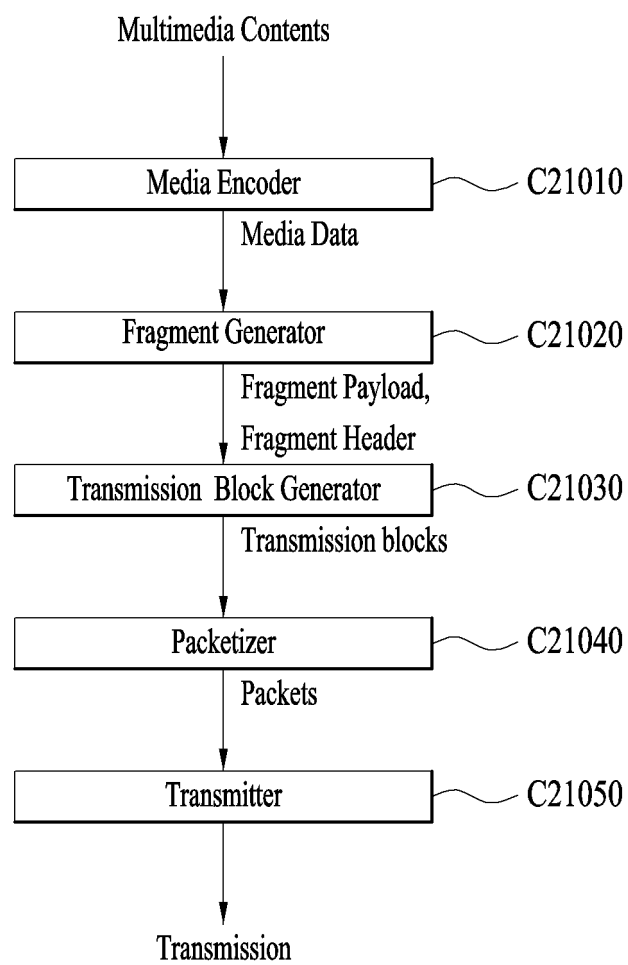 Multimedia Contents
Media Encoder
C21010
Media Data
Fragment Generator
C21020
Fragment Payload,
Fragment Header
Transmission Block Generator
C21030
Transmission blocks
Packetizer
C21040
Packets
Transmitter
C21050
Transmission